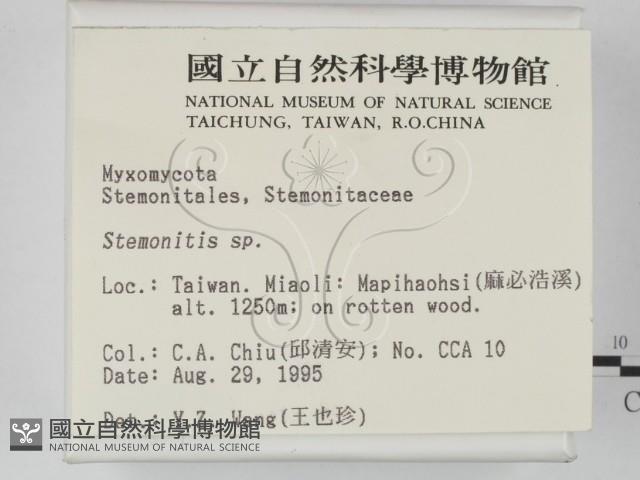 國立自然科學博物館
NATIONAL MUSEUM OF NATURAL SCIENCE
TAICHUNG, TAIWAN, R.O.CHINA
Myxomycota
Stemonitales, Stemonitaceae
Stemonitis sp.
Loc.: Taiwan. Miaoli: Mapihaohsi(麻必浩溪)
alt. 1250m; on rotten wood.
Col.: C.A. Chiu(邱清安); No. CCA 10
Date: Aug. 29, 1995
Det.: Y.Z. Wang(王也珍)
國立自然科學博物館
NATIONAL MUSEUM OF NATURAL SCIENCE
10
C